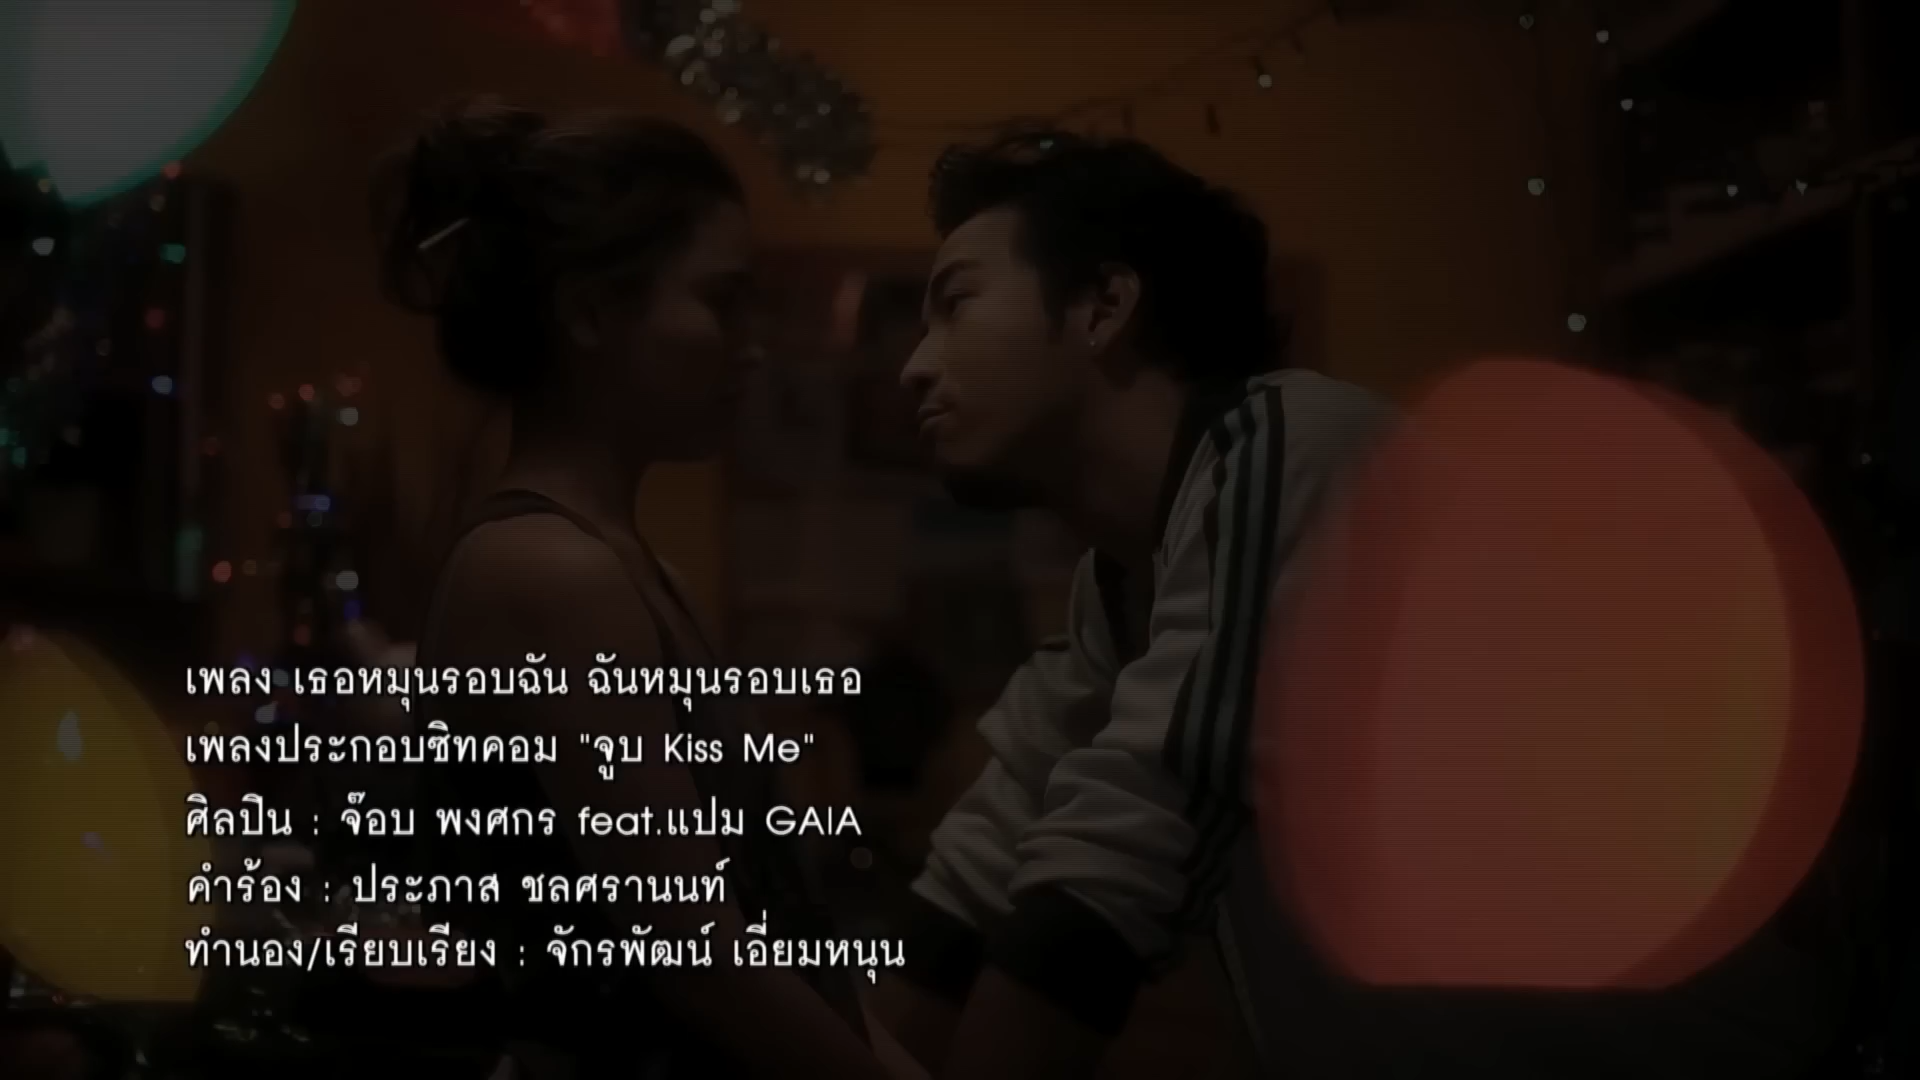 เพลง เธอหมุนรอบฉัน ฉันหมุนรอบเธอ
เพลงประกอบซิทคอม "จูบ Kiss Me"
ศิลปิน : จ๊อบ พงศกร feat.แปม GAIA
คำร้อง : ประภาส ชลศรานนท์
ทำนอง/เรียบเรียง : จักรพัฒน์ เอี่ยมหนุน